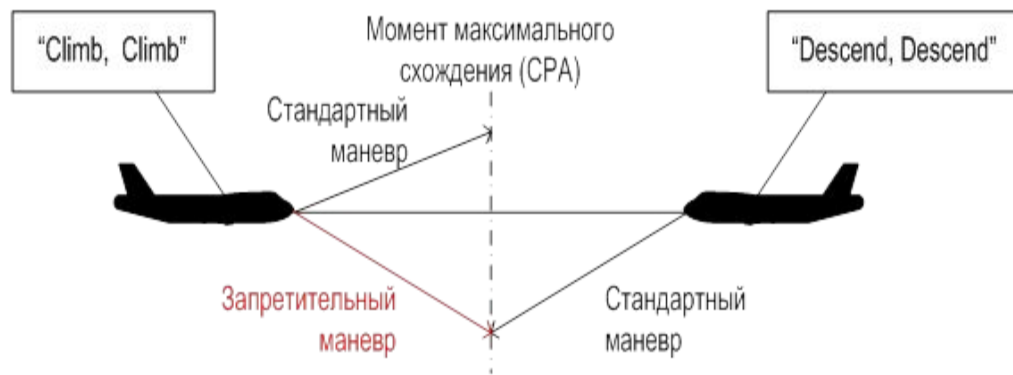 “Climb, Climb”
Момент максимального
схождения (CPA)
“Descend, Descend”
Стандартный
маневр
Запретительный
маневр
Стандартный
маневр